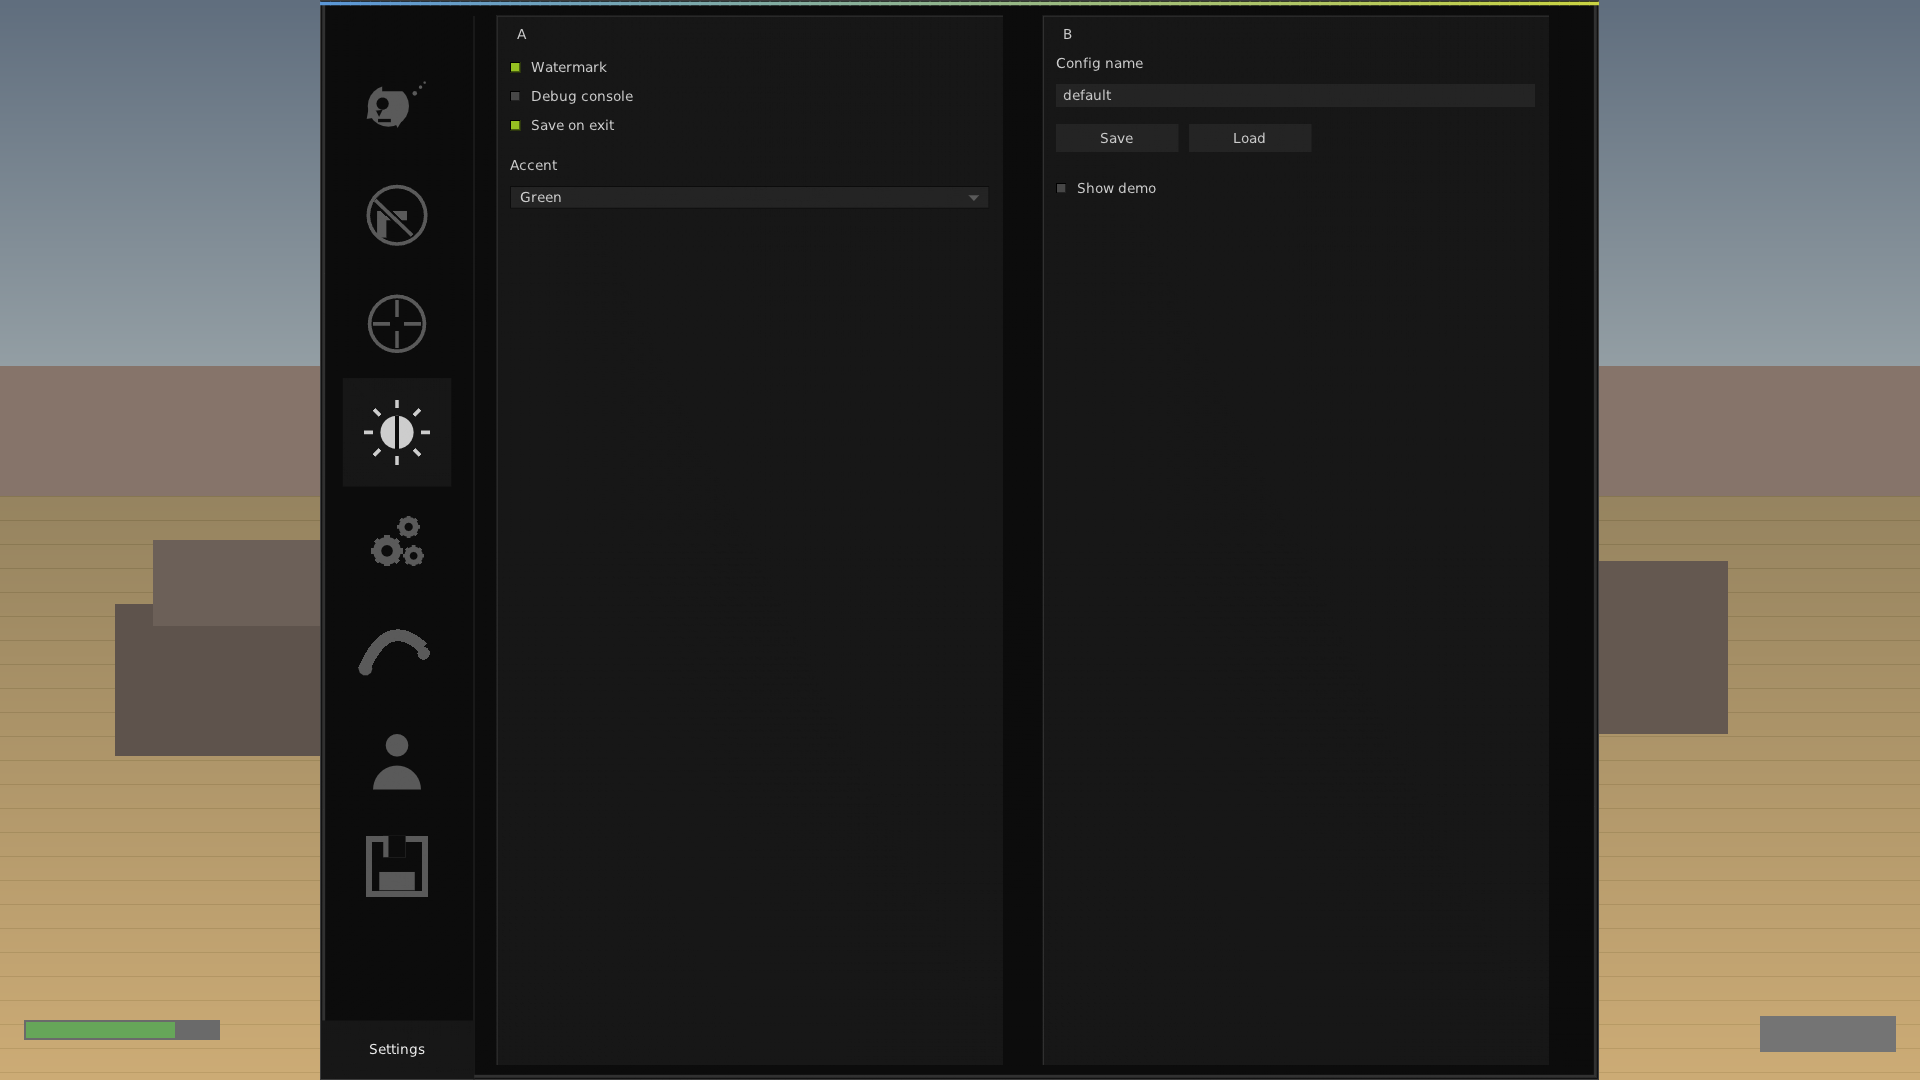 A
Watermark
Debug console
Save on exit
Accent
Green
B
Config name
default
Save Load
Show demo
Settings